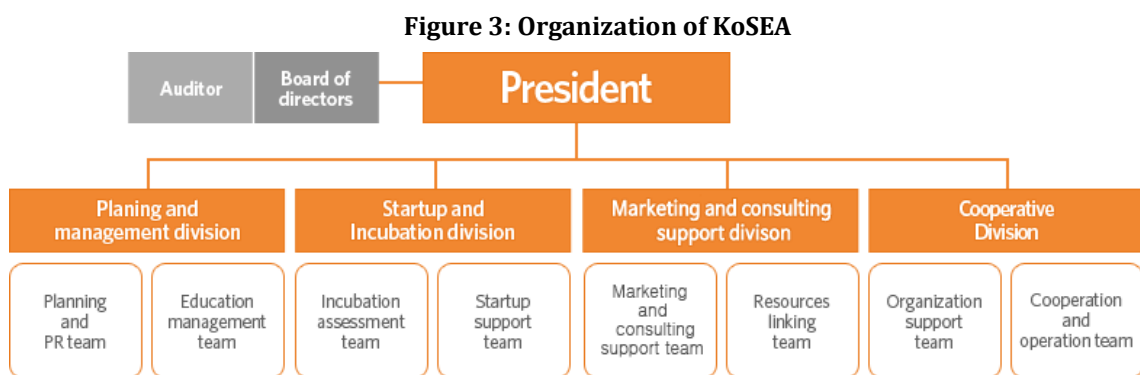 Figure 3: Organization of KoSEA
Auditor
Board of
directors
President
Planing and
management division
Startup and
Incubation division
Marketing and consulting
support divison
Cooperative
Division
Planning
and
PR team
Education
management
team
Incubation
assessment
team
Startup
support
team
Marketing
and
consulting
support team
Resources
linking
team
Organization
support
team
Cooperation
and
operation team